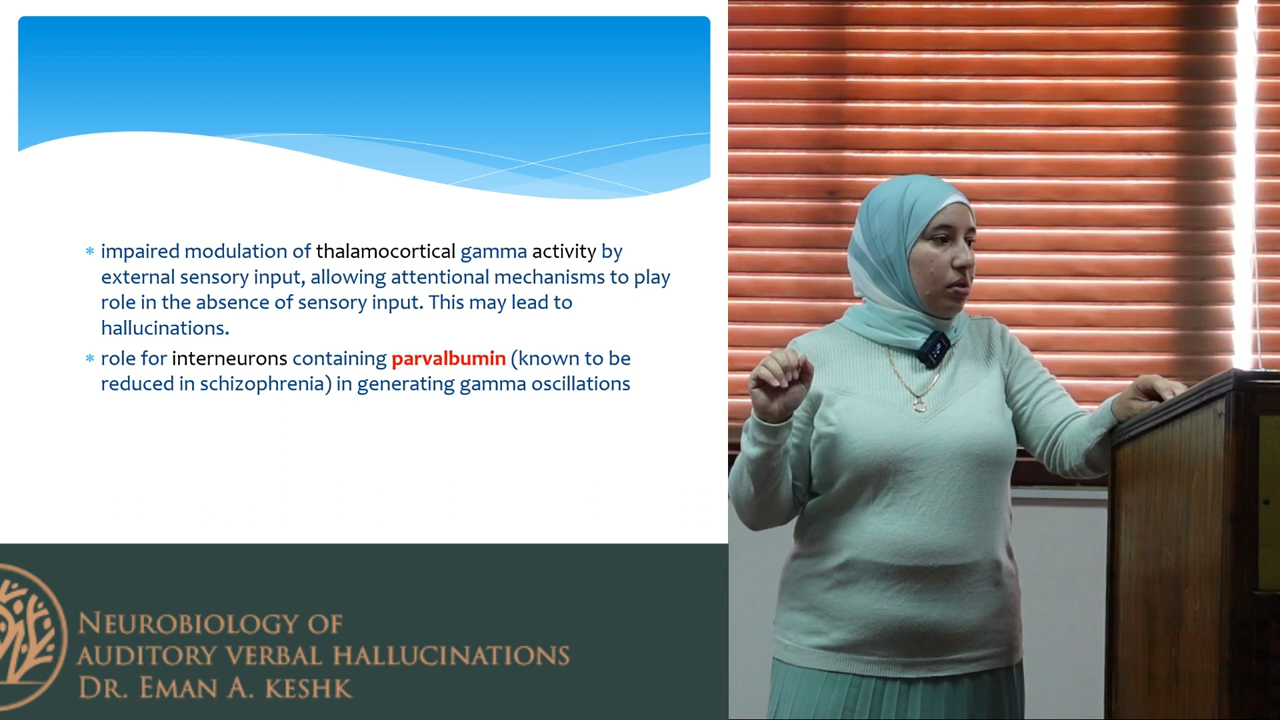 * impaired modulation of thalamocortical gamma activity by
external sensory input, allowing attentional mechanisms to play
role in the absence of sensory input. This may lead to
hallucinations.
* role for interneurons containing parvalbumin (known to be
reduced in schizophrenia) in generating gamma oscillations
Neurobiology of
auditory verbal hallucinations
Dr. Eman A. keshk